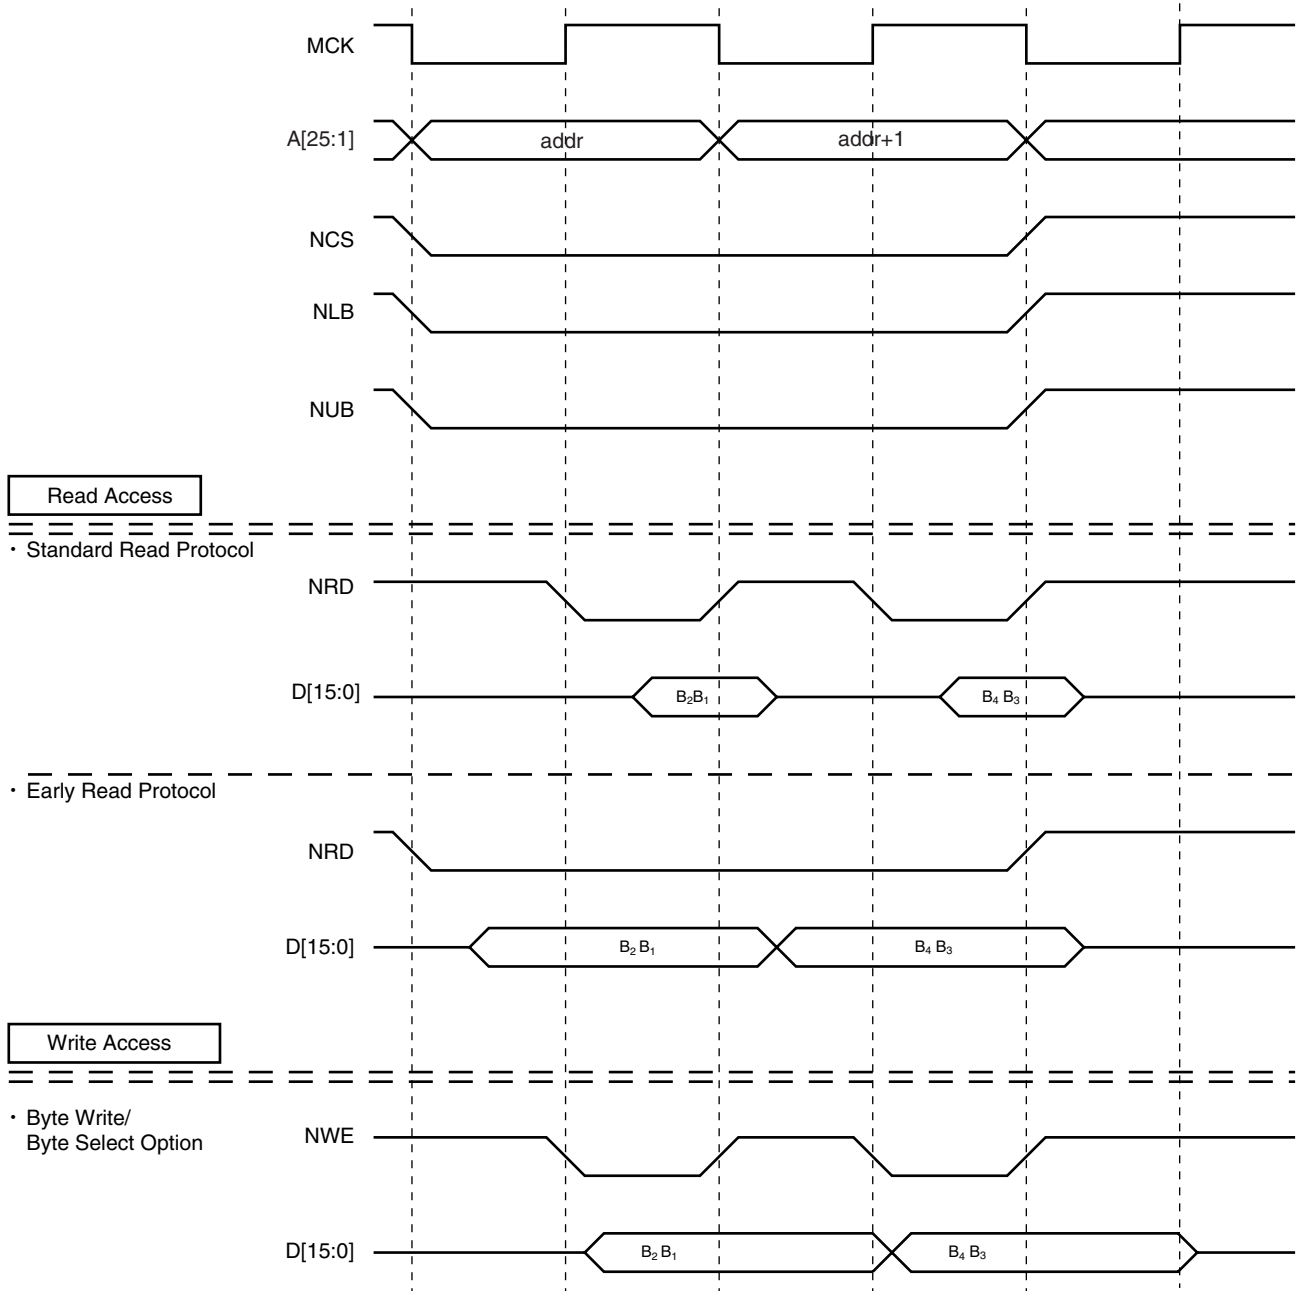 MCK
A[25:1] addr addr+1
NCS
NLB
NUB
Read Access
· Standard Read Protocol
NRD
D[15:0] B₂B₁ B₄ B₃
· Early Read Protocol
NRD
D[15:0] B₂ B₁ B₄ B₃
Write Access
· Byte Write/
Byte Select Option
NWE
D[15:0] B₂ B₁ B₄ B₃